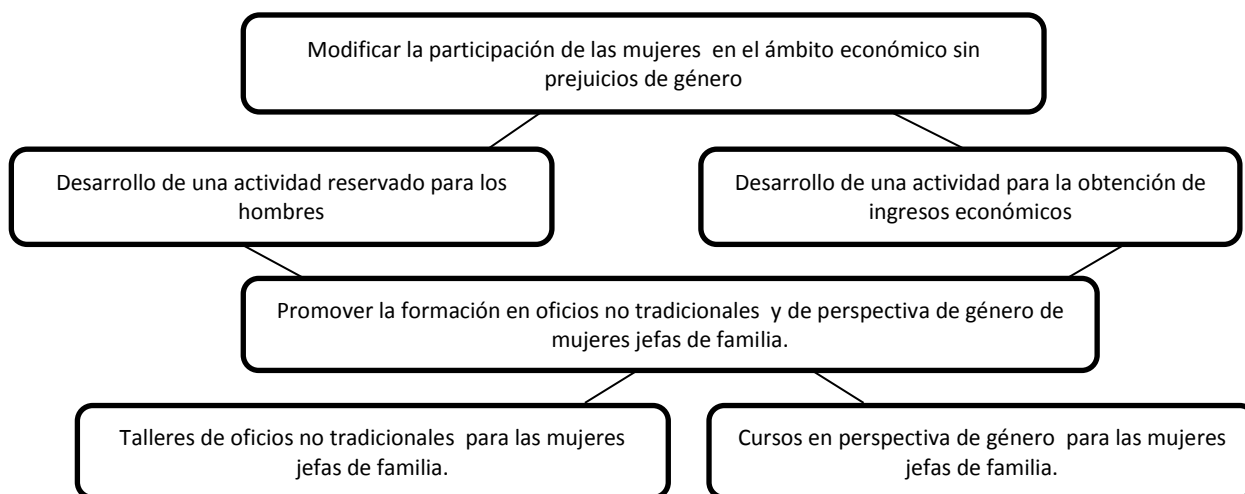 Modificar la participación de las mujeres  en el ámbito económico sin
prejuicios de género
Desarrollo de una actividad reservado para los
hombres
Desarrollo de una actividad para la obtención de
ingresos económicos
Promover la formación en oficios no tradicionales  y de perspectiva de género de
mujeres jefas de familia.
Talleres de oficios no tradicionales  para las mujeres
jefas de familia.
Cursos en perspectiva de género  para las mujeres
jefas de familia.